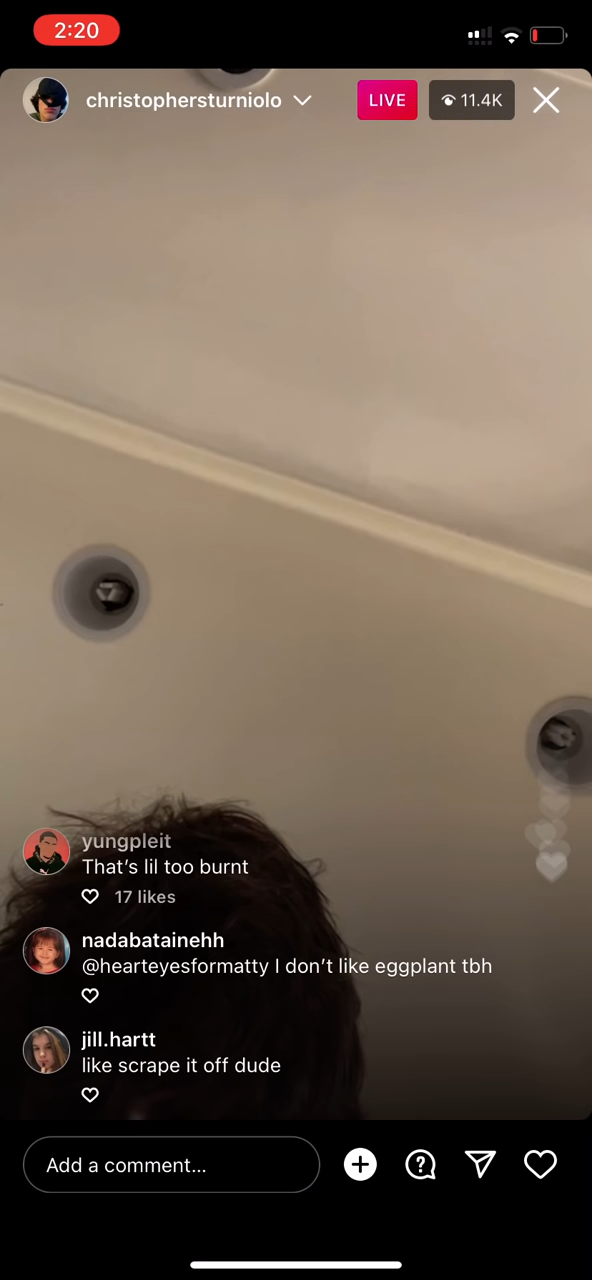 2:20
christophersturniolo
LIVE
11.4K
yungpleit
That's lil too burnt
17 likes
nadabatainehh
@hearteyesformatty I don't like eggplant tbh
jill.hartt
like scrape it off dude
Add a comment...